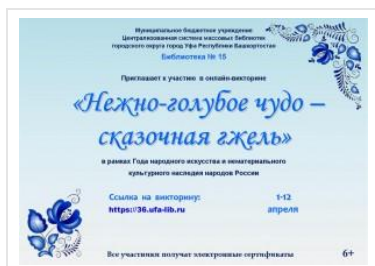 Муниципальное бюджетное учреждение
Централизованная система массовых библиотек
городского округа город Уфа Республики Башкортостан
Библиотека № 15
Приглашает к участию в онлайн-викторине
«Нежно-голубое чудо –
сказочная гжель»
в рамках Года народного искусства и нематериального
культурного наследия народов России
Ссылка на викторину: 1-12
https://36.ufa-lib.ru апреля
Все участники получат электронные сертификаты 6+